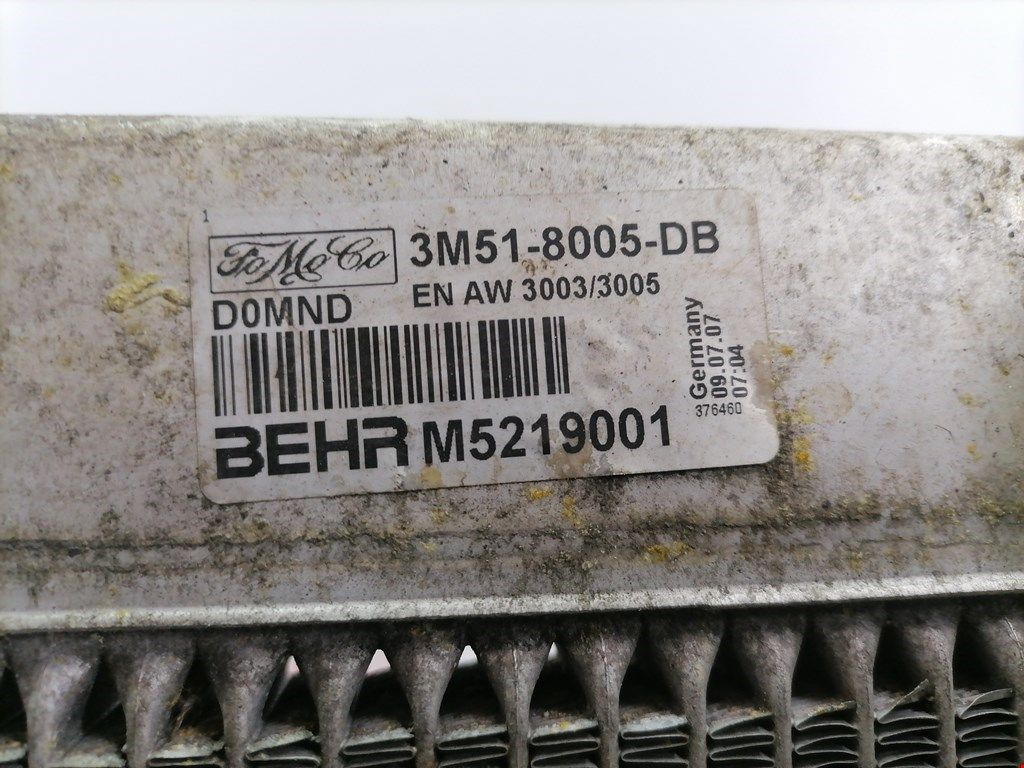 1
FoMoCo
3M51-8005-DB
D0MND
EN AW 3003/3005
Germany
09.07.07
07:04
376460
BEHR M5219001